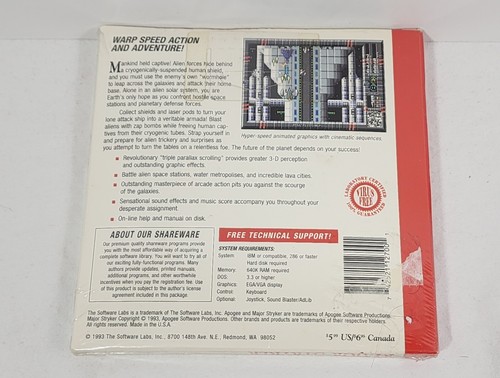 WARP SPEED ACTION
AND ADVENTURE!
Mankind held captive! Alien forces hide behind
a cryogenically-suspended human shield,
and you must use the enemy's own "wormhole"
to leap across the galaxies and attack their home
base. Alone in an alien solar system, you are
Earth's only hope as you confront hostile space
stations and planetary defense forces.
Collect shields and laser pods to turn your
lone attack ship into a veritable armada! Blast
aliens with zap bombs while freeing human cap-
tives from their cryogenic tubes. Strap yourself in
and prepare for alien trickery and surprises as
you attempt to turn the tables on a relentless foe. The future of the planet depends on your success!
Hyper-speed animated graphics with cinematic sequences.
Revolutionary "triple parallax scrolling" provides greater 3-D perception
and outstanding graphic effects.
Battle alien space stations, water metropolises, and incredible lava cities.
Outstanding masterpiece of arcade action pits you against the scourge
of the galaxies.
Sensational sound effects and music score accompany you throughout your
desperate assignment.
On-line help and manual on disk.
LABORATORY CERTIFIED
VIRUS
FREE
100% GUARANTEED
ABOUT OUR SHAREWARE
Our premium quality shareware programs provide
you with the most affordable way of acquiring a
complete software library. You will want to try all of
our exciting fully-functional programs. Many
authors provide updates, printed manuals,
additional programs, and other worthwhile
incentives when you pay the registration fee. Use
of this product is subject to the author's license
agreement included in this package.
FREE TECHNICAL SUPPORT!
SYSTEM REQUIREMENTS:
System: IBM or compatible, 286 or faster
Hard disk required
Memory: 640K RAM required
DOS: 3.3 or higher
Graphics: EGA/VGA display
Control: Keyboard
Optional: Joystick, Sound Blaster/AdLib
The Software Labs is a Trademark of The Software Labs, Inc. Apogee and Major Stryker are trademarks of Apogee Software Productions.
Major Stryker Copyright © 1993, Apogee Software Productions. Other brands and products are trademarks of their respective holders.
All rights reserved. Made in the U.S.A.
© 1993 The Software Labs, Inc., 8700 148th Ave. N.E., Redmond, WA 98052
$5.99 US/$6.99 Canada